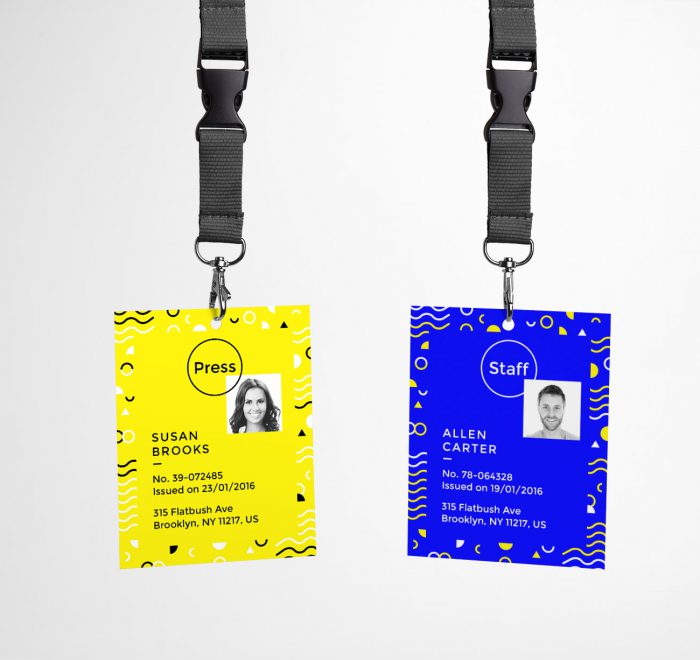 Press
SUSAN
BROOKS
No. 39-072485
Issued on 23/01/2016
315 Flatbush Ave
Brooklyn, NY 11217, US
Staff
ALLEN
CARTER
No. 78-064328
Issued on 19/01/2016
315 Flatbush Ave
Brooklyn, NY 11217, US